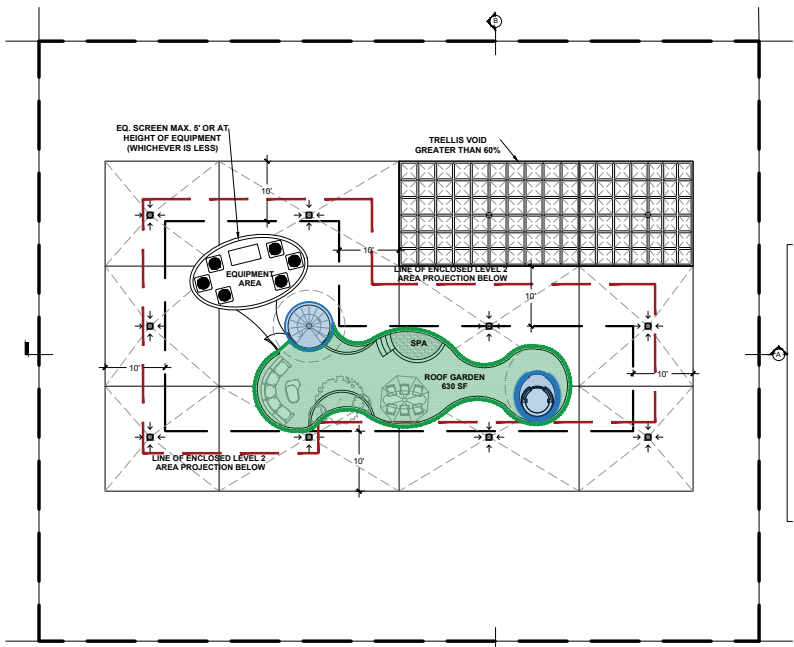 B
EQ. SCREEN MAX. 5' OR AT
HEIGHT OF EQUIPMENT
(WHICHEVER IS LESS)
TRELLIS VOID
GREATER THAN 60%
10'
10'
EQUIPMENT
AREA
LINE OF ENCLOSED LEVEL 2
AREA PROJECTION BELOW
10'
SPA
A
10'
ROOF GARDEN
630 SF
10'
LINE OF ENCLOSED LEVEL 2
AREA PROJECTION BELOW
10'